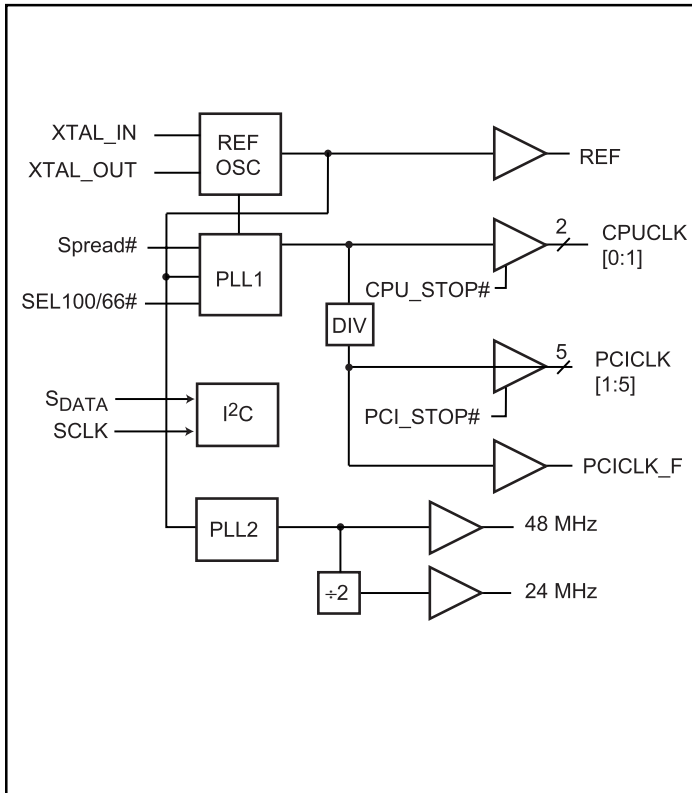 XTAL_IN
XTAL_OUT
REF
OSC
REF
Spread#
SEL100/66#
PLL1
2
CPUCLK
[0:1]
CPU_STOP#
DIV
5
PCICLK
[1:5]
PCI_STOP#
SDATA
SCLK
I2C
PCICLK_F
PLL2
48 MHz
÷2
24 MHz